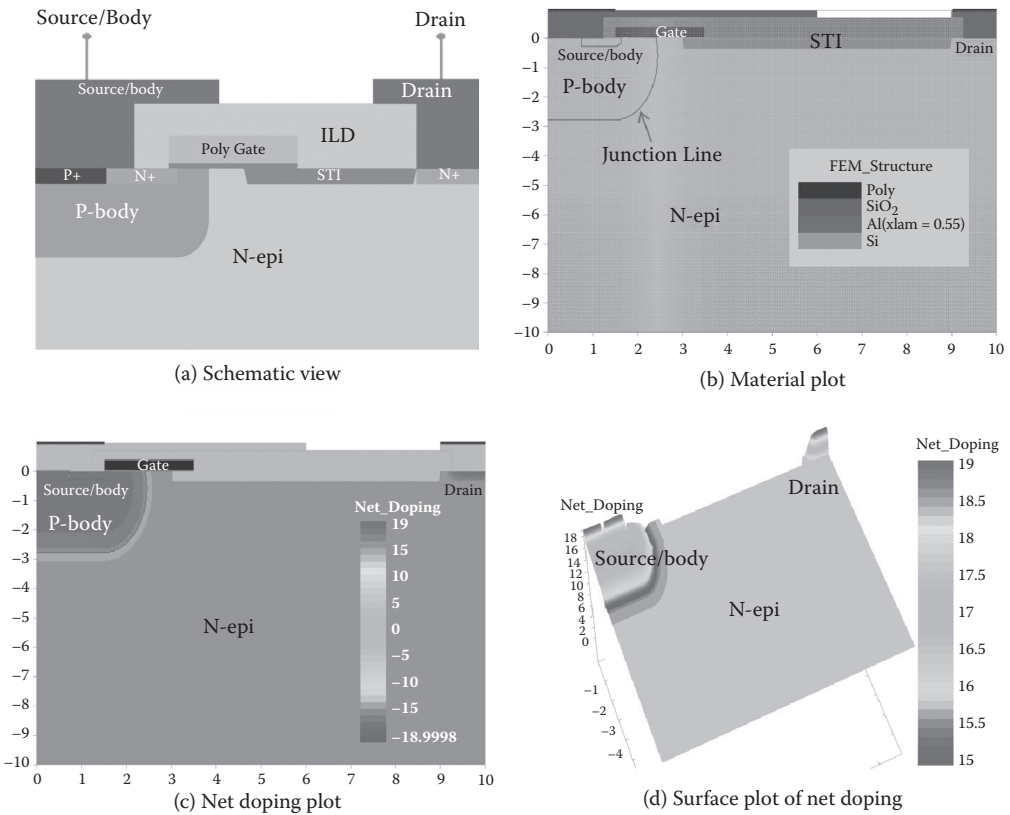 Source/Body
Drain
Source/body
Drain
ILD
Poly Gate
P+
N+
STI
N+
P-body
N-epi
(a) Schematic view
Gate
STI
Source/body
Drain
P-body
Junction Line
N-epi
FEM_Structure
Poly
SiO2
Al(xlam = 0.55)
Si
0
−1
−2
−3
−4
−5
−6
−7
−8
−9
−10
0 1 2 3 4 5 6 7 8 9 10
(b) Material plot
Gate
Source/body
Drain
P-body
N-epi
Net_Doping
19
15
10
5
0
−5
−10
−15
−18.9998
0
−1
−2
−3
−4
−5
−6
−7
−8
−9
−10
0 1 2 3 4 5 6 7 8 9 10
(c) Net doping plot
Net_Doping
18
16
14
12
10
8
6
4
2
0
−1
−2
−3
−4
Source/body
Drain
N-epi
Net_Doping
19
18.5
18
17.5
17
16.5
16
15.5
15
(d) Surface plot of net doping